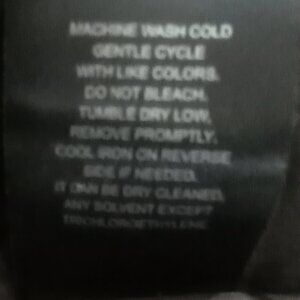 MACHINE WASH COLD
GENTLE CYCLE
WITH LIKE COLORS.
DO NOT BLEACH.
TUMBLE DRY LOW,
REMOVE PROMPTLY.
COOL IRON ON REVERSE
SIDE IF NEEDED.
IT CAN BE DRY CLEANED,
ANY SOLVENT EXCEPT
TRICHLOROETHYLENE.